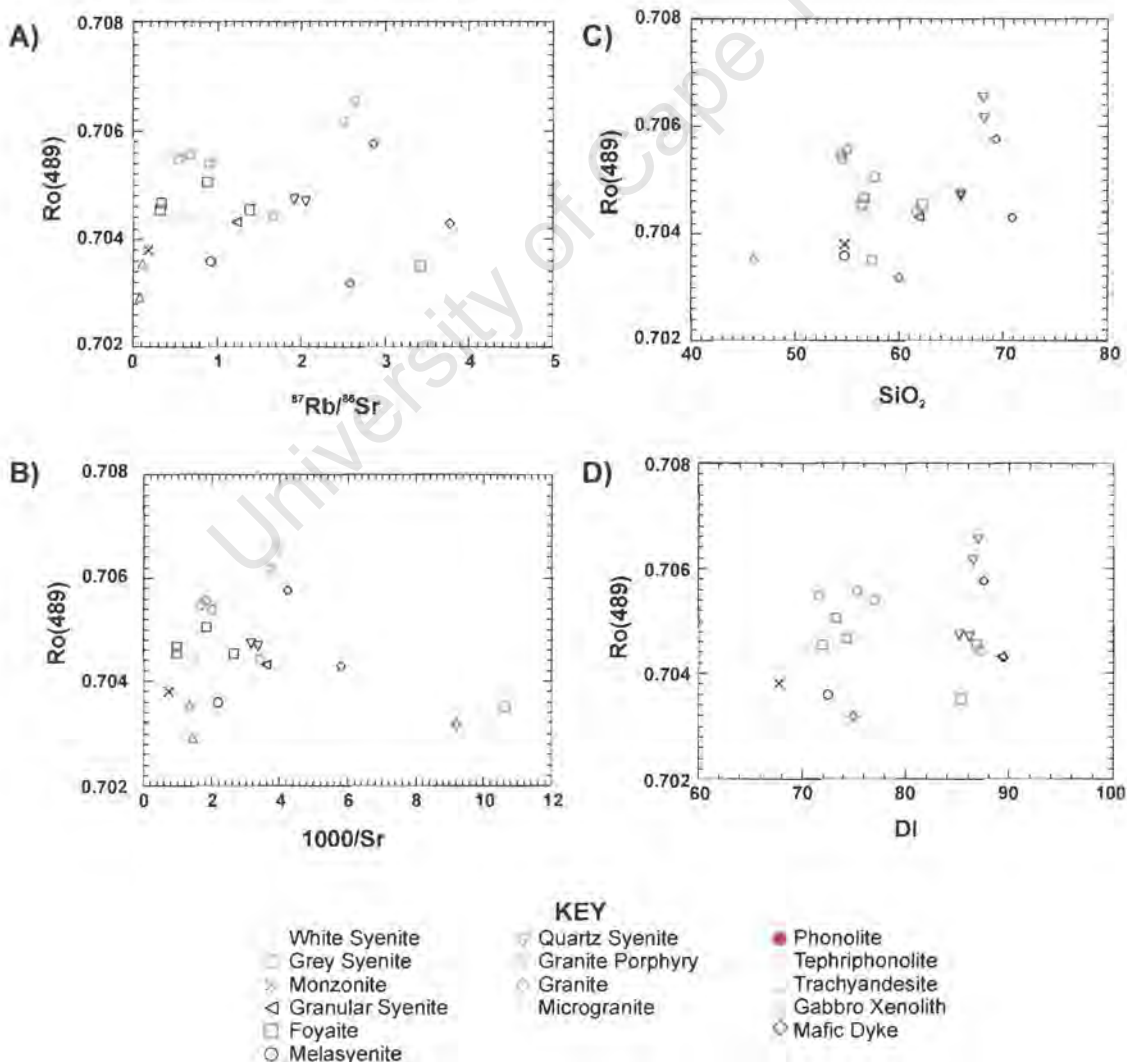 A)
0.708
0.706
0.704
0.702
Ro(489)
0 1 2 3 4 5
⁸⁷Rb/⁸⁶Sr
C)
0.708
0.706
0.704
0.702
Ro(489)
40 50 60 70 80
SiO₂
B)
0.708
0.706
0.704
0.702
Ro(489)
0 2 4 6 8 10 12
1000/Sr
D)
0.708
0.706
0.704
0.702
Ro(489)
60 70 80 90 100
DI
University of Cape
KEY
White Syenite
Grey Syenite
Monzonite
Granular Syenite
Foyaite
Melasyenite
Quartz Syenite
Granite Porphyry
Granite
Microgranite
Phonolite
Tephriphonolite
Trachyandesite
Gabbro Xenolith
Mafic Dyke